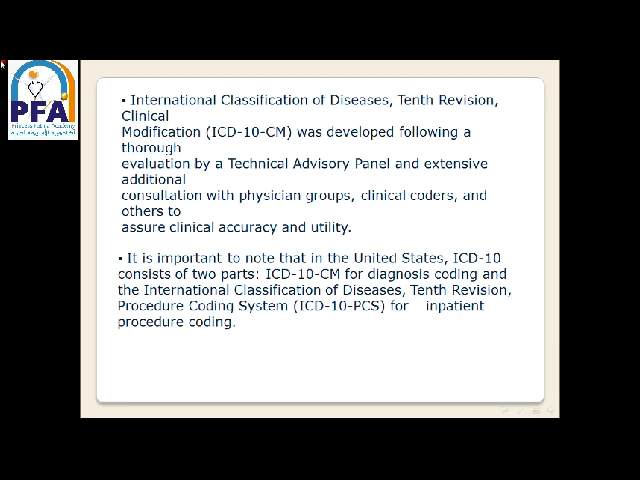 PFA
• International Classification of Diseases, Tenth Revision,
Clinical
Modification (ICD-10-CM) was developed following a
thorough
evaluation by a Technical Advisory Panel and extensive
additional
consultation with physician groups, clinical coders, and
others to
assure clinical accuracy and utility.
• It is important to note that in the United States, ICD-10
consists of two parts: ICD-10-CM for diagnosis coding and
the International Classification of Diseases, Tenth Revision,
Procedure Coding System (ICD-10-PCS) for inpatient
procedure coding.